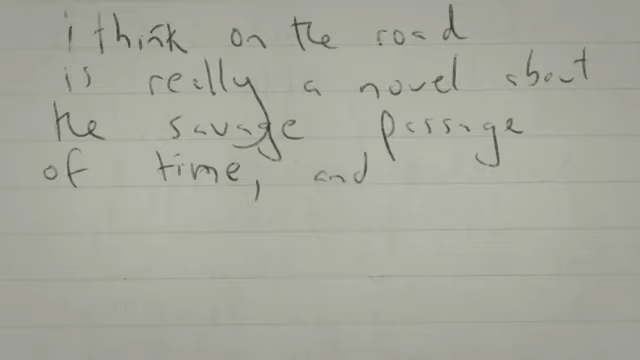 i think on the road
is really a novel about
the savage passage
of time, and